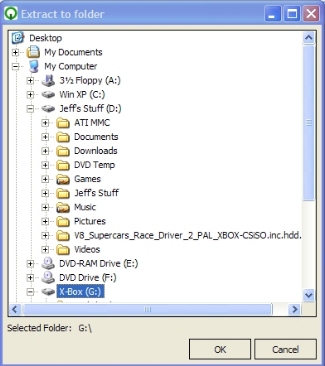 Extract to folder
Desktop
My Documents
My Computer
3½ Floppy (A:)
Win XP (C:)
Jeff's Stuff (D:)
ATI MMC
Documents
Downloads
DVD Temp
Games
Jeff's Stuff
Music
Pictures
V8_Supercars_Race_Driver_2_PAL_XBOX-CSiSO.inc.hdd.
Videos
DVD-RAM Drive (E:)
DVD Drive (F:)
X-Box (G:)
Selected Folder: G:\
OK Cancel